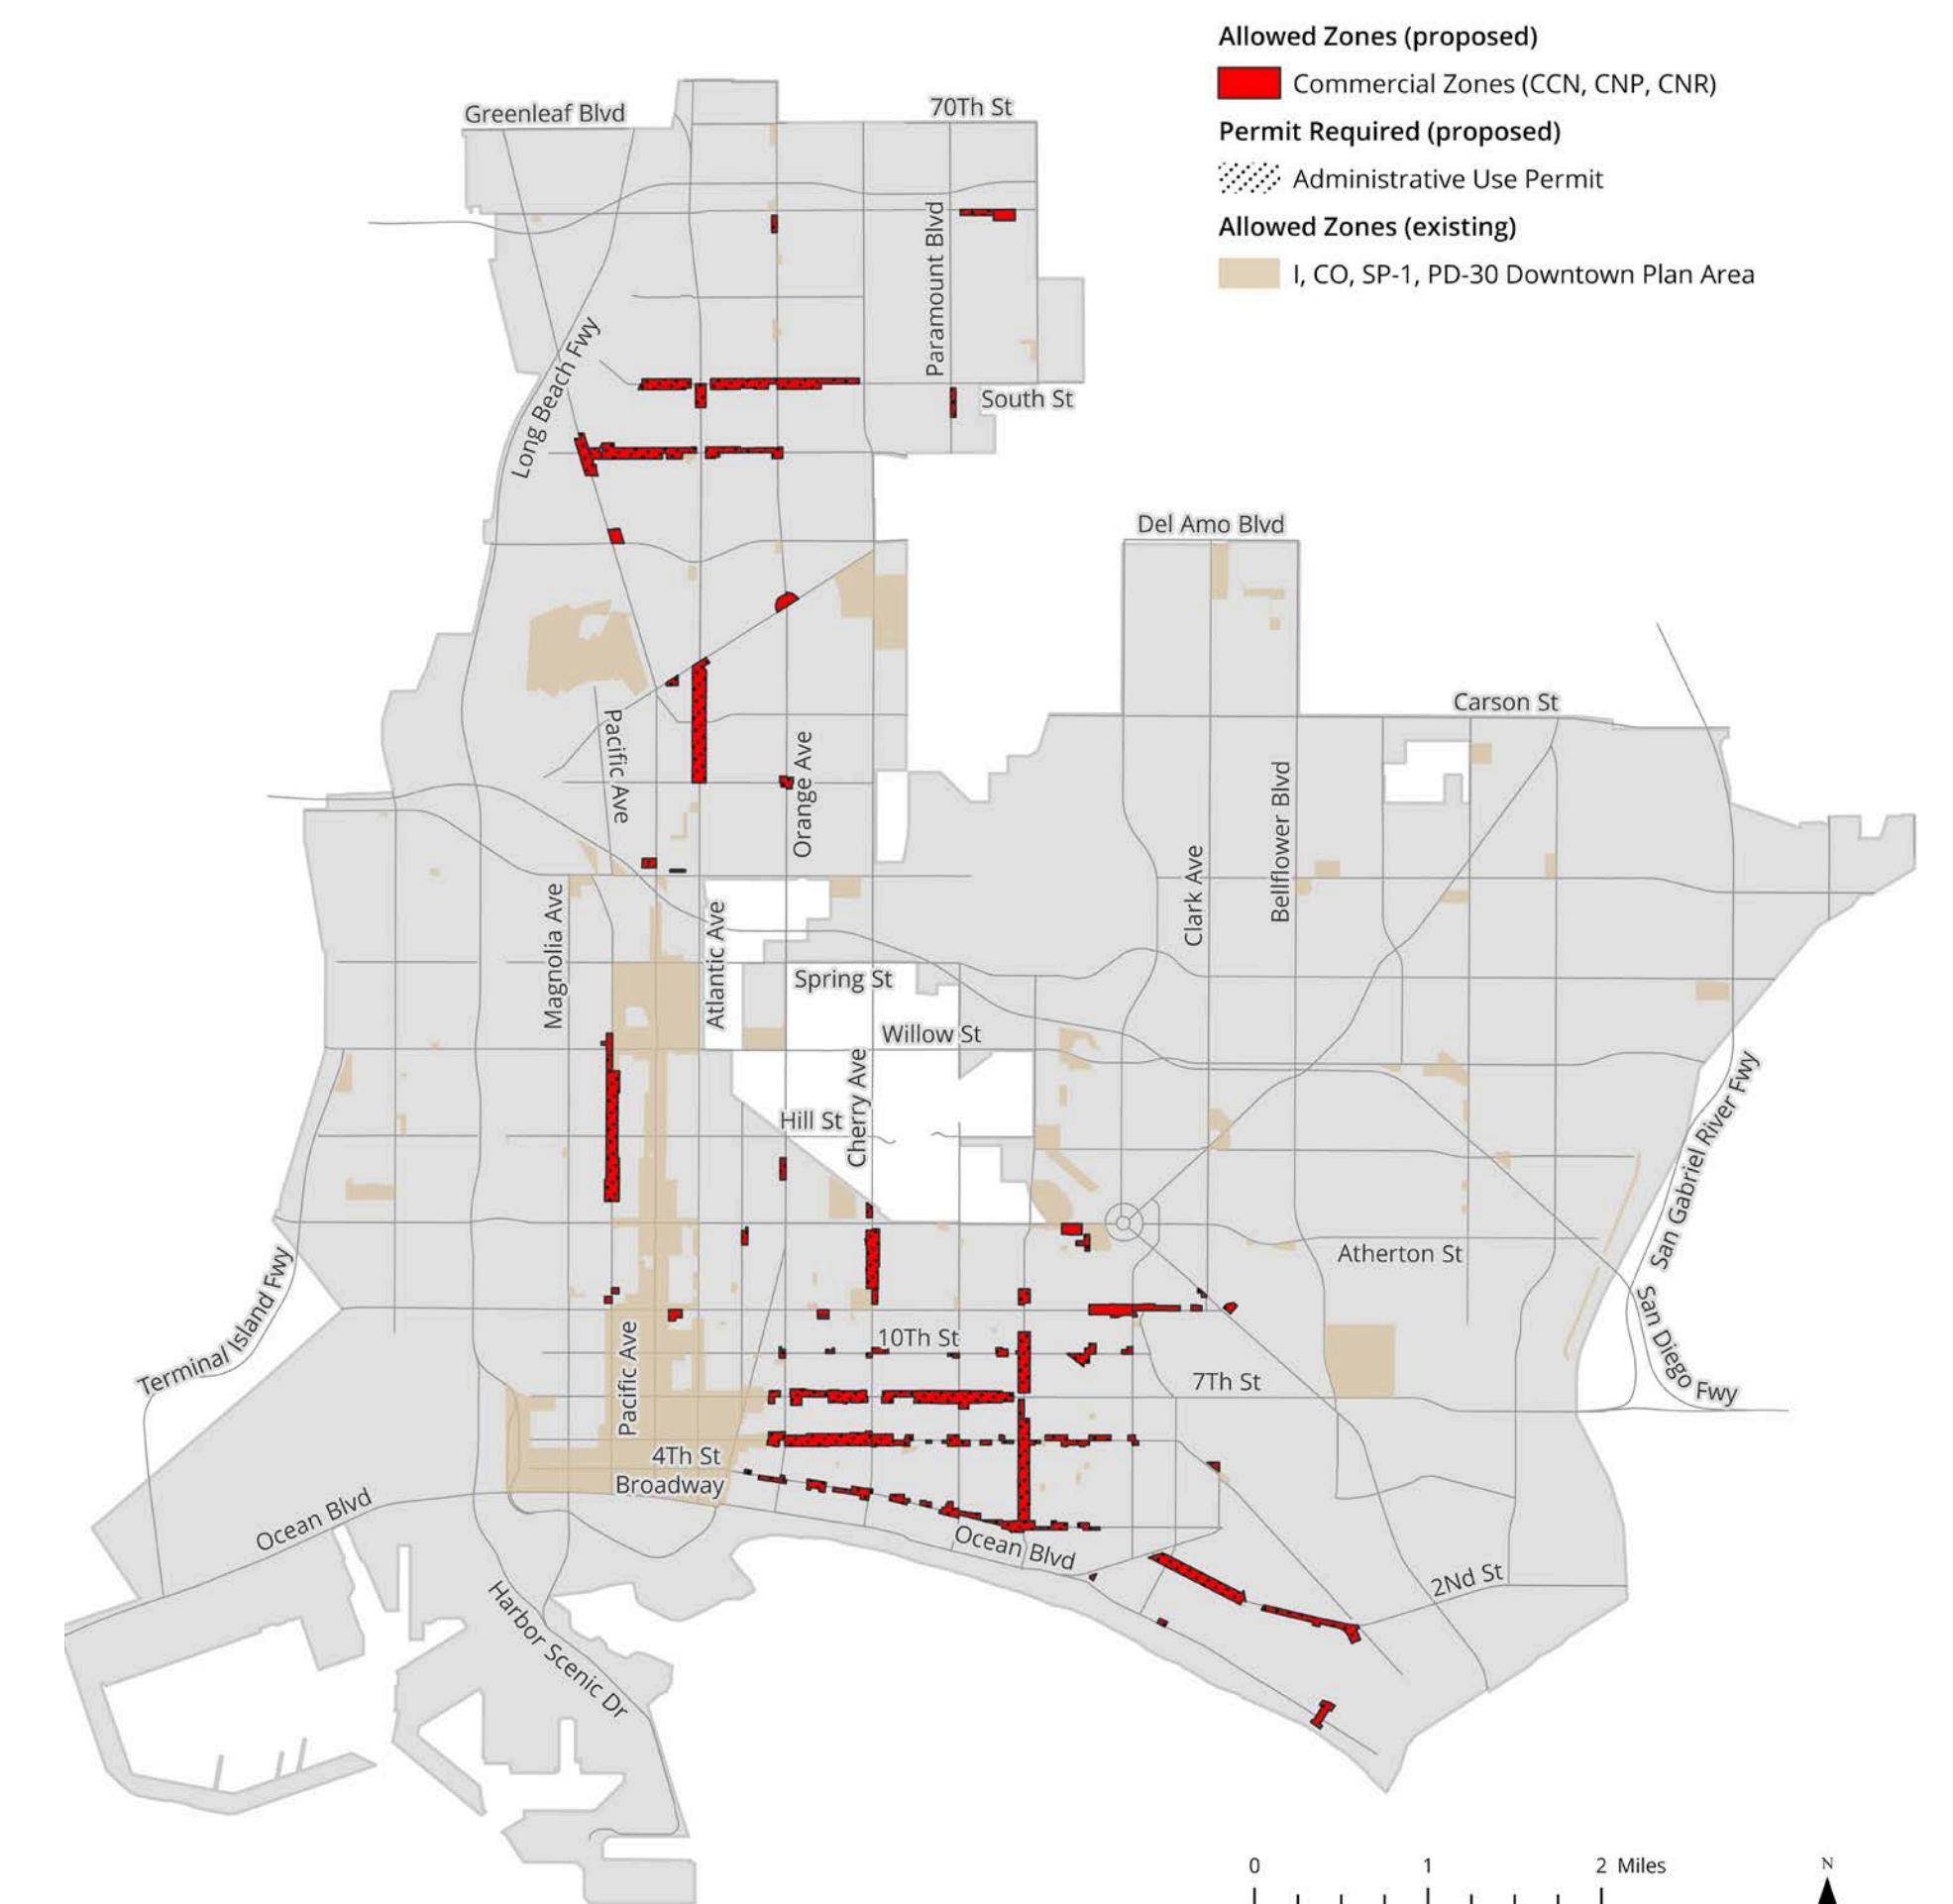 Allowed Zones (proposed)
Commercial Zones (CCN, CNP, CNR)
Permit Required (proposed)
Administrative Use Permit
Allowed Zones (existing)
I, CO, SP-1, PD-30 Downtown Plan Area
Greenleaf Blvd
70Th St
Paramount Blvd
Long Beach Fwy
South St
Del Amo Blvd
Carson St
Pacific Ave
Orange Ave
Bellflower Blvd
Clark Ave
Magnolia Ave
Atlantic Ave
Spring St
Willow St
Cherry Ave
Hill St
San Gabriel River Fwy
Atherton St
Terminal Island Fwy
San Diego Fwy
10Th St
Pacific Ave
7Th St
4Th St
Broadway
Ocean Blvd
Ocean Blvd
2Nd St
Harbor Scenic Dr
0 1 2 Miles
N